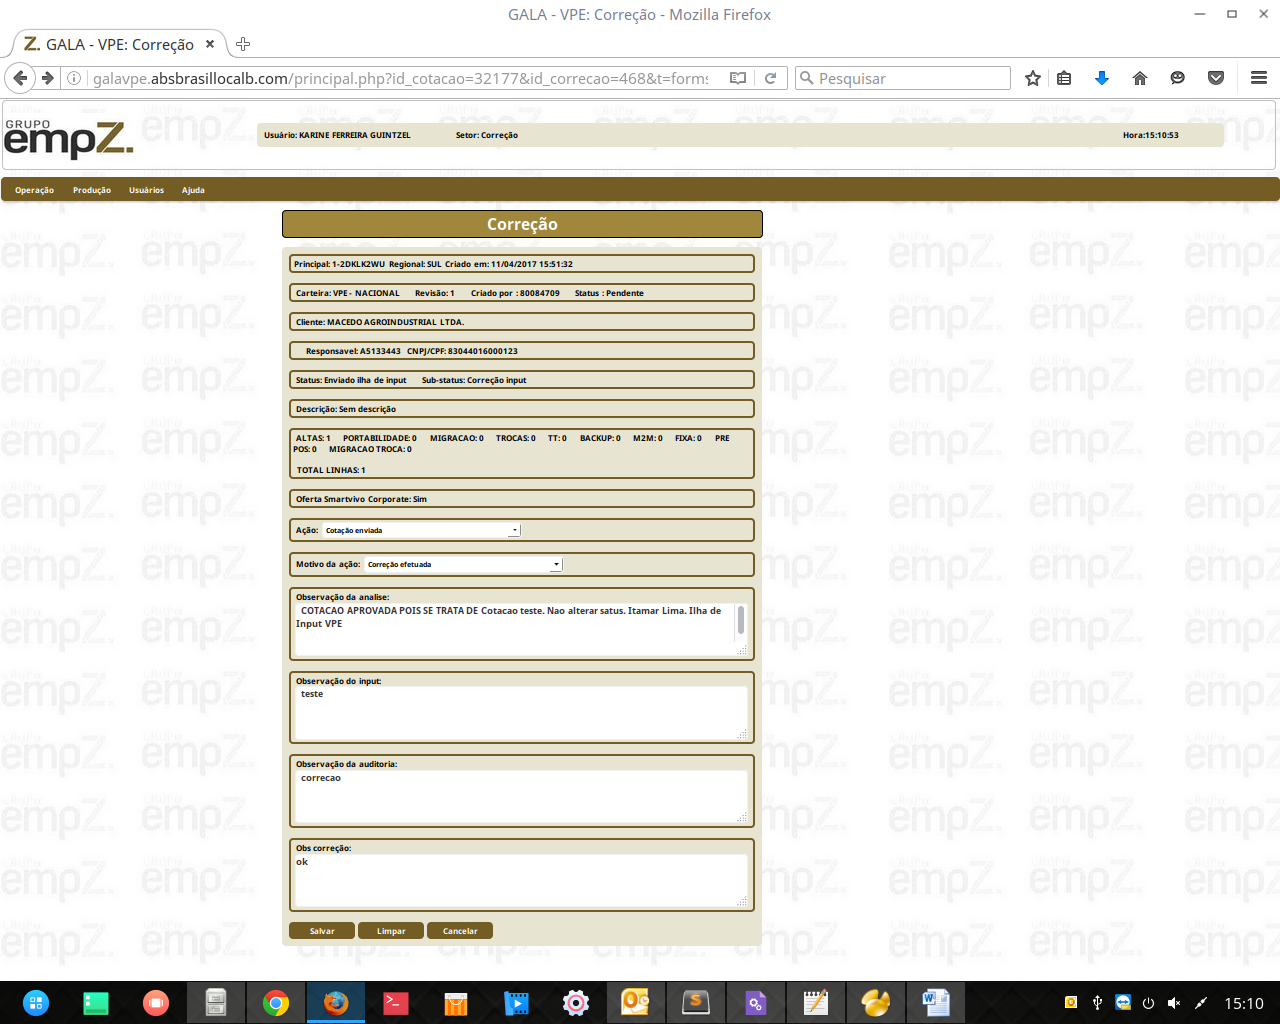 GALA - VPE: Correção - Mozilla Firefox
Z. GALA - VPE: Correção
galavpe.absbrasillocalb.com/principal.php?id_cotacao=32177&id_correcao=468&t=forms
Pesquisar
GRUPO
empZ.
Usuário: KARINE FERREIRA GUINTZEL Setor: Correção Hora:15:10:53
Operação Produção Usuários Ajuda
Correção
Principal: 1-2DKLK2WU Regional: SUL Criado em: 11/04/2017 15:51:32
Carteira: VPE - NACIONAL Revisão: 1 Criado por : 80084709 Status : Pendente
Cliente: MACEDO AGROINDUSTRIAL LTDA.
Responsavel: A5133443 CNPJ/CPF: 83044016000123
Status: Enviado ilha de input Sub-status: Correção input
Descrição: Sem descrição
ALTAS: 1 PORTABILIDADE: 0 MIGRACAO: 0 TROCAS: 0 TT: 0 BACKUP: 0 M2M: 0 FIXA: 0 PRE
POS: 0 MIGRACAO TROCA: 0
TOTAL LINHAS: 1
Oferta Smartvivo Corporate: Sim
Ação: Cotação enviada
Motivo da ação: Correção efetuada
Observação da analise:
COTACAO APROVADA POIS SE TRATA DE Cotacao teste. Nao alterar satus. Itamar Lima. Ilha de
Input VPE
Observação do input:
teste
Observação da auditoria:
correcao
Obs correção:
ok
Salvar Limpar Cancelar
15:10